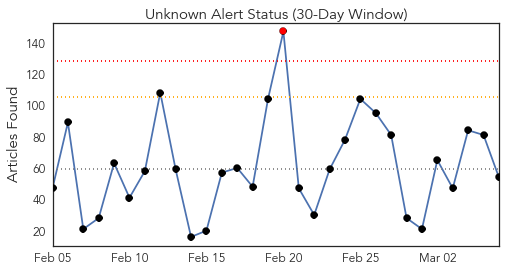 Unknown Alert Status (30-Day Window)
Articles Found
140
120
100
80
60
40
20
Feb 05 Feb 10 Feb 15 Feb 20 Feb 25 Mar 02